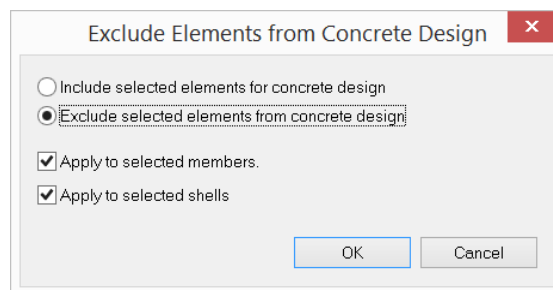 Exclude Elements from Concrete Design
Include selected elements for concrete design
Exclude selected elements from concrete design
Apply to selected members.
Apply to selected shells
OK Cancel